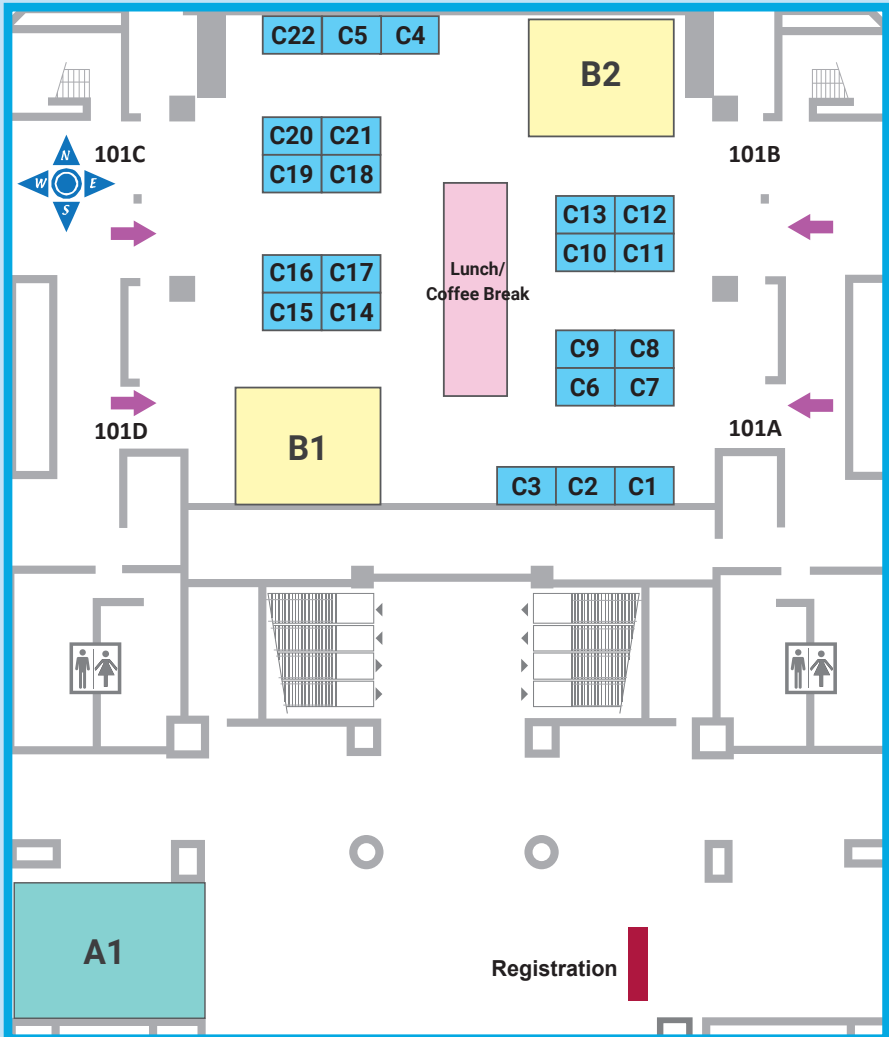 C22 C5 C4
B2
C20 C21
N
101C
101B
C19 C18
W E
S
C13 C12
C10 C11
C16 C17
Lunch/
Coffee Break
C15 C14
C9 C8
C6 C7
101D
101A
B1
C3 C2 C1
A1
Registration